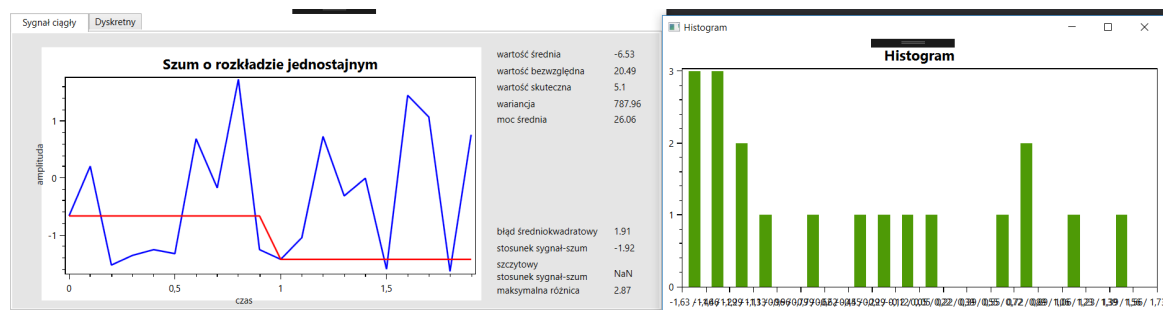 Sygnał ciągły
Dyskretny
Szum o rozkładzie jednostajnym
amplituda
1
0
-1
0
0,5
1
1,5
czas
wartość średnia -6.53
wartość bezwzględna 20.49
wartość skuteczna 5.1
wariancja 787.96
moc średnia 26.06
błąd średniokwadratowy 1.91
stosunek sygnał-szum -1.92
szczytowy
stosunek sygnał-szum NaN
maksymalna różnica 2.87
Histogram
Histogram
3
2
1
0
-1,63 /